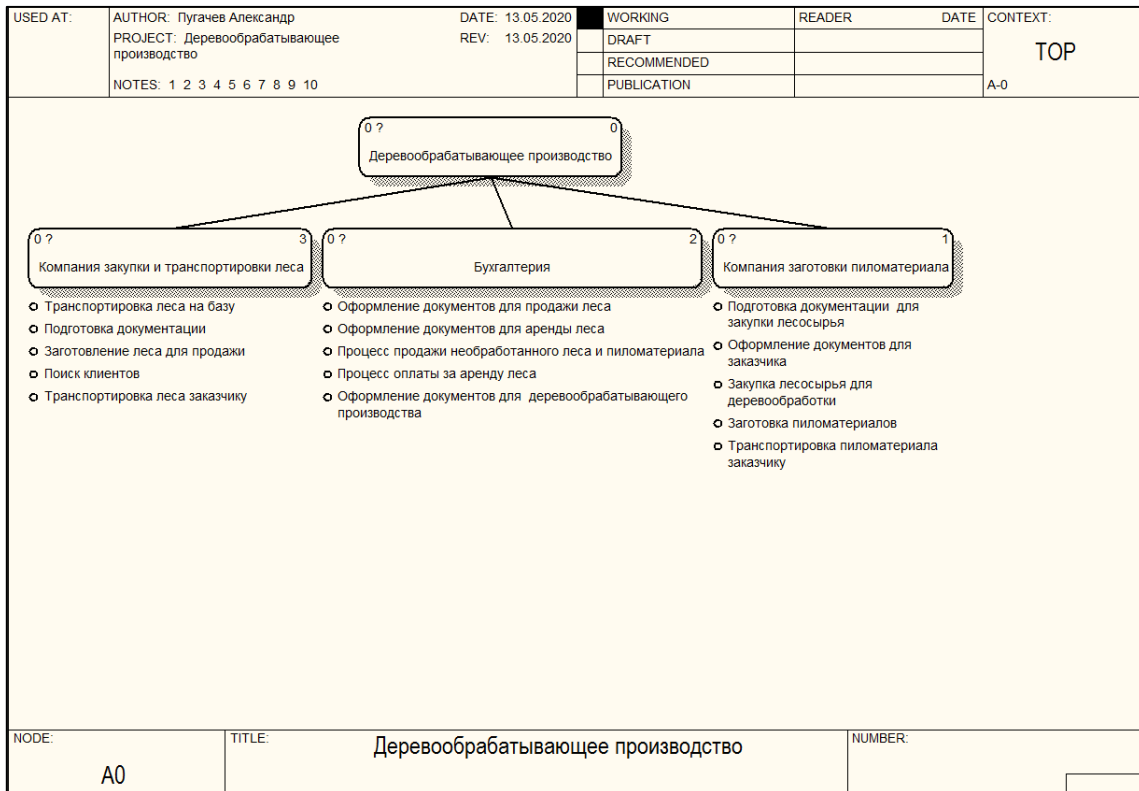 USED AT:
AUTHOR: Пугачев Александр
DATE: 13.05.2020
WORKING
READER
DATE
CONTEXT:
PROJECT: Деревообрабатывающее
производство
REV: 13.05.2020
DRAFT
TOP
RECOMMENDED
NOTES: 1 2 3 4 5 6 7 8 9 10
PUBLICATION
A-0
0 ?
0
Деревообрабатывающее производство
0 ?
3
Компания закупки и транспортировки леса
Транспортировка леса на базу
Подготовка документации
Заготовление леса для продажи
Поиск клиентов
Транспортировка леса заказчику
0 ?
2
Бухгалтерия
Оформление документов для продажи леса
Оформление документов для аренды леса
Процесс продажи необработанного леса и пиломатериала
Процесс оплаты за аренду леса
Оформление документов для деревообрабатывающего
производства
0 ?
1
Компания заготовки пиломатериала
Подготовка документации для
закупки лесосырья
Оформление документов для
заказчика
Закупка лесосырья для
деревообработки
Заготовка пиломатериалов
Транспортировка пиломатериала
заказчику
NODE:
A0
TITLE:
Деревообрабатывающее производство
NUMBER: